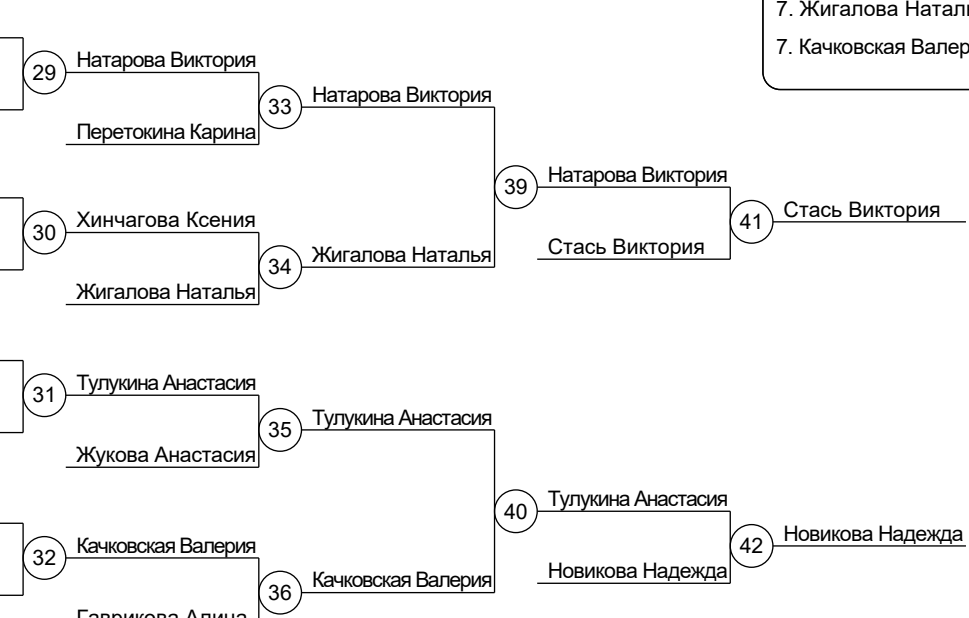 7. Жигалова
7. Качковская
29 Натарова Виктория
33 Натарова Виктория
Перетокина Карина
39 Натарова Виктория
30 Хинчагова Ксения
41 Стась Виктория
34 Жигалова Наталья
Стась Виктория
Жигалова Наталья
31 Тулукина Анастасия
35 Тулукина Анастасия
Жукова Анастасия
40 Тулукина Анастасия
32 Качковская Валерия
42 Новикова Надежда
36 Качковская Валерия
Новикова Надежда
Гаврикова Алина